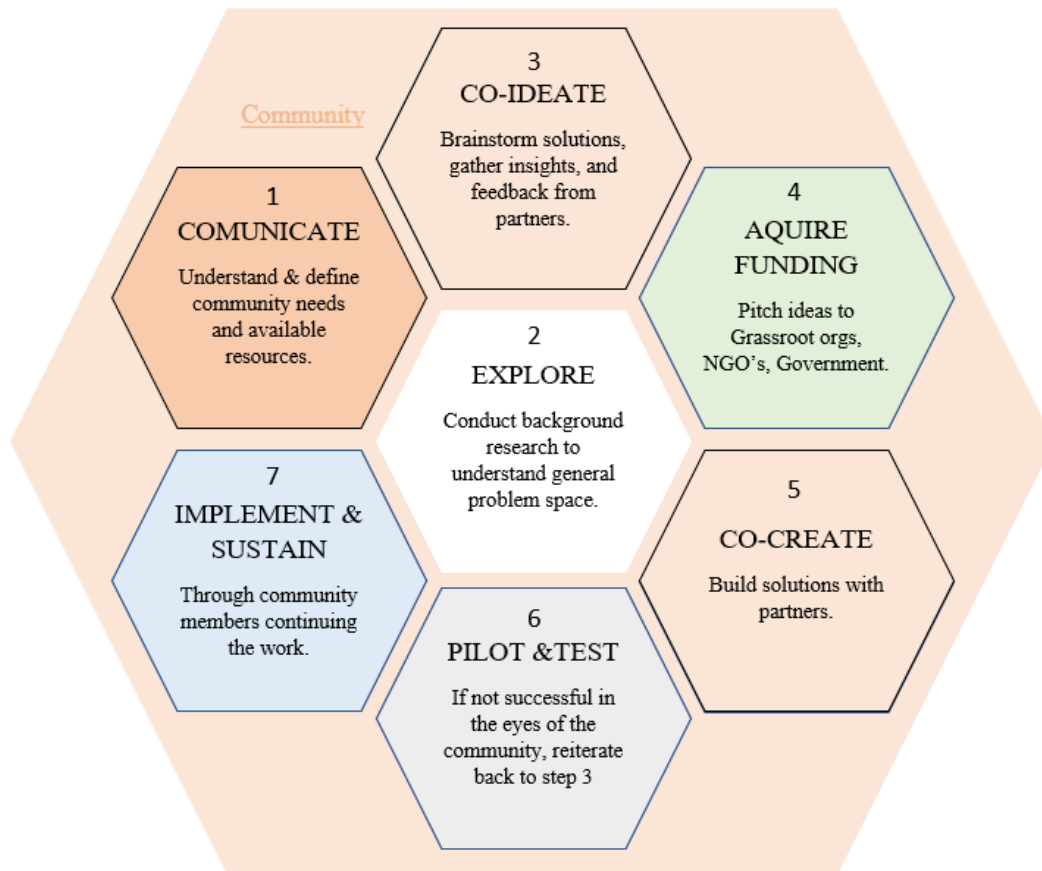 Community
1
COMUNICATE
Understand & define
community needs
and available
resources.
2
EXPLORE
Conduct background
research to
understand general
problem space.
3
CO-IDEATE
Brainstorm solutions,
gather insights, and
feedback from
partners.
4
AQUIRE
FUNDING
Pitch ideas to
Grassroot orgs,
NGO’s, Government.
5
CO-CREATE
Build solutions with
partners.
6
PILOT &TEST
If not successful in
the eyes of the
community, reiterate
back to step 3
7
IMPLEMENT &
SUSTAIN
Through community
members continuing
the work.